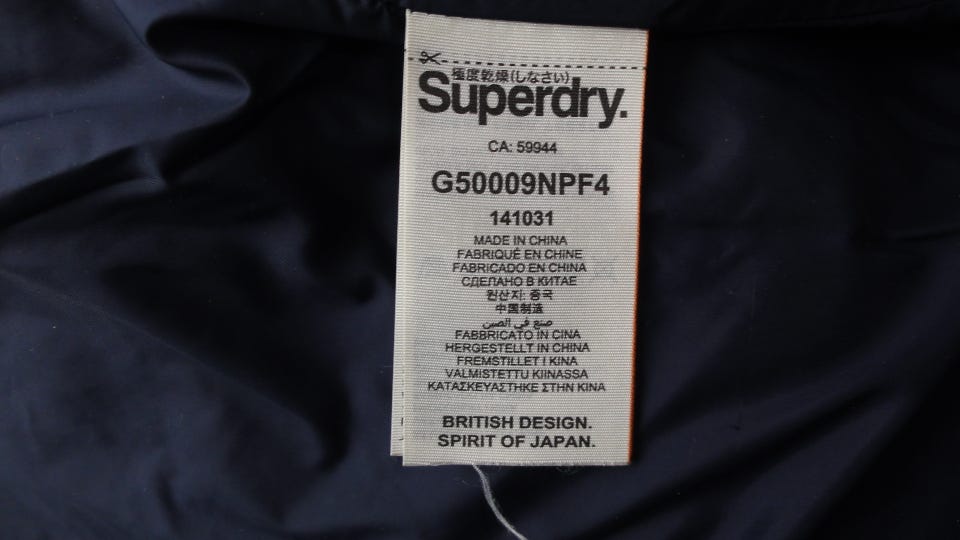 極度乾燥(しなさい)
Superdry.
CA: 59944
G50009NPF4
141031
MADE IN CHINA
FABRIQUÉ EN CHINE
FABRICADO EN CHINA
СДЕЛАНО В КИТАЕ
원산지: 중국
中国制造
صنع في الصين
FABBRICATO IN CINA
HERGESTELLT IN CHINA
FREMSTILLET I KINA
VALMISTETTU KIINASSA
ΚΑΤΑΣΚΕΥΑΣΤΗΚΕ ΣΤΗΝ ΚΙΝΑ
BRITISH DESIGN.
SPIRIT OF JAPAN.